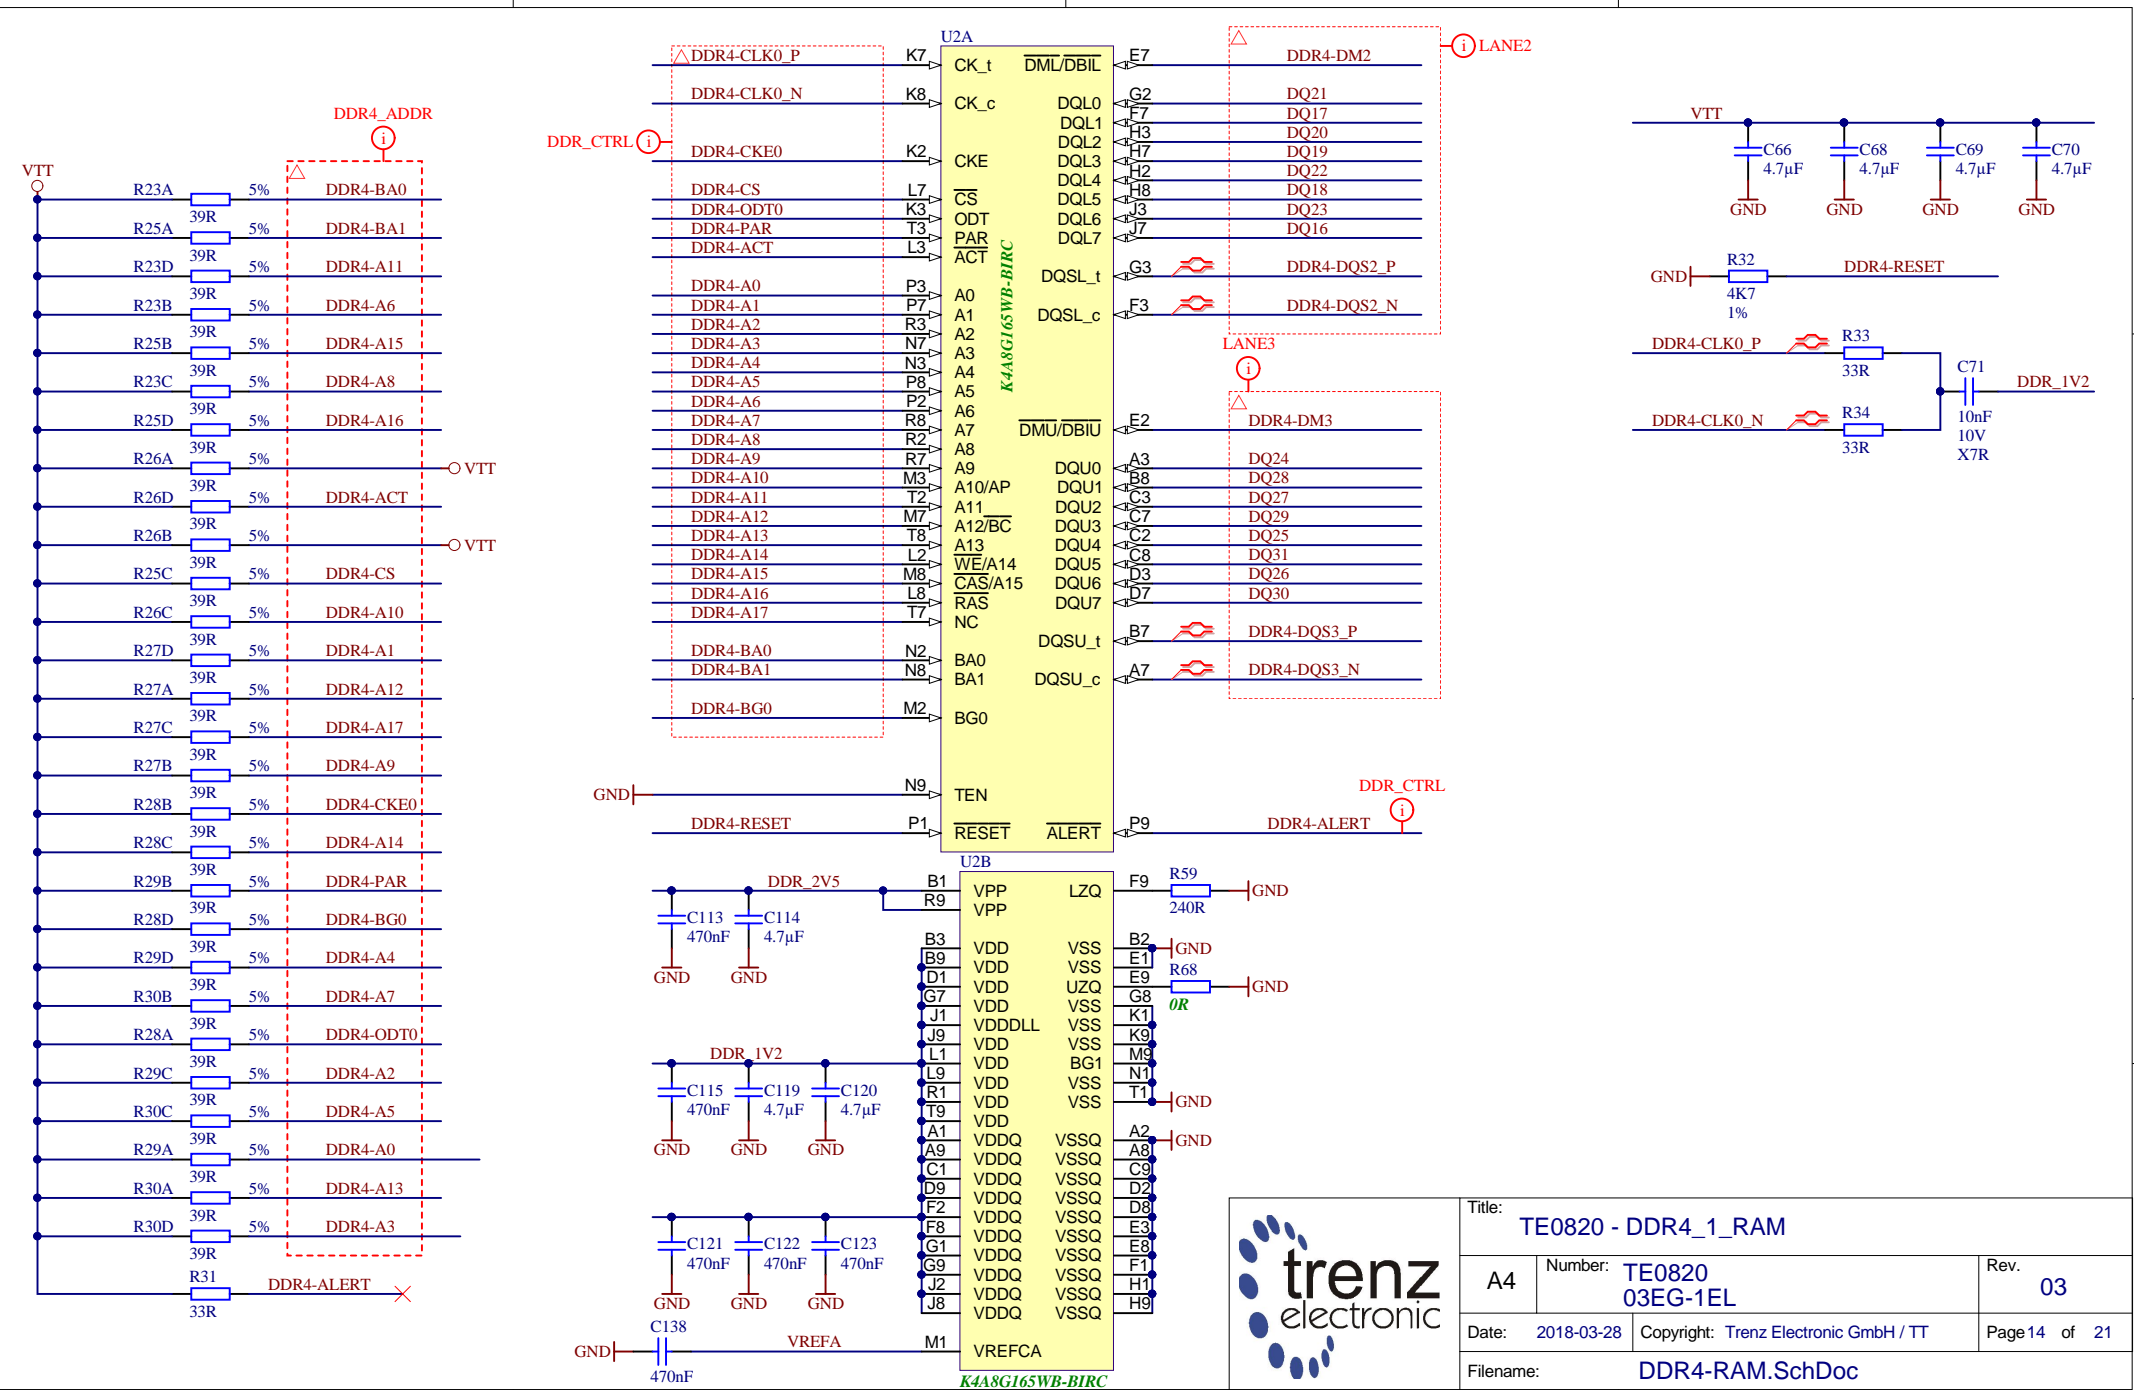 DDR4_ADDR
i
VTT
R23A 5% DDR4-BA0
39R
R25A 5% DDR4-BA1
39R
R23D 5% DDR4-A11
39R
R23B 5% DDR4-A6
39R
R25B 5% DDR4-A15
39R
R23C 5% DDR4-A8
39R
R25D 5% DDR4-A16
39R
R26A 5% VTT
39R
R26D 5% DDR4-ACT
39R
R26B 5% VTT
39R
R25C 5% DDR4-CS
39R
R26C 5% DDR4-A10
39R
R27D 5% DDR4-A1
39R
R27A 5% DDR4-A12
39R
R27C 5% DDR4-A17
39R
R27B 5% DDR4-A9
39R
R28B 5% DDR4-CKE0
39R
R28C 5% DDR4-A14
39R
R29B 5% DDR4-PAR
39R
R28D 5% DDR4-BG0
39R
R29D 5% DDR4-A4
39R
R30B 5% DDR4-A7
39R
R28A 5% DDR4-ODT0
39R
R29C 5% DDR4-A2
39R
R30C 5% DDR4-A5
39R
R29A 5% DDR4-A0
39R
R30A 5% DDR4-A13
39R
R30D 5% DDR4-A3
39R
R31 DDR4-ALERT
33R
U2A
DDR_CTRL i
DDR4-CLK0_P K7 CK_t
DDR4-CLK0_N K8 CK_c
DDR4-CKE0 K2 CKE
DDR4-CS L7 CS
DDR4-ODT0 K3 ODT
DDR4-PAR T3 PAR
DDR4-ACT L3 ACT
DDR4-A0 P3 A0
DDR4-A1 P7 A1
DDR4-A2 R3 A2
DDR4-A3 N7 A3
DDR4-A4 N3 A4
DDR4-A5 P8 A5
DDR4-A6 P2 A6
DDR4-A7 R8 A7
DDR4-A8 R2 A8
DDR4-A9 R7 A9
DDR4-A10 M3 A10/AP
DDR4-A11 T2 A11
DDR4-A12 M7 A12/BC
DDR4-A13 T8 A13
DDR4-A14 L2 WE/A14
DDR4-A15 M8 CAS/A15
DDR4-A16 L8 RAS
DDR4-A17 T7 NC
DDR4-BA0 N2 BA0
DDR4-BA1 N8 BA1
DDR4-BG0 M2 BG0
GND N9 TEN
DDR4-RESET P1 RESET
K4A8G165WB-BIRC
i LANE2
DML/DBIL E7 DDR4-DM2
DQL0 G2 DQ21
DQL1 F7 DQ17
DQL2 H3 DQ20
DQL3 H7 DQ19
DQL4 H2 DQ22
DQL5 H8 DQ18
DQL6 J3 DQ23
DQL7 J7 DQ16
DQSL_t G3 DDR4-DQS2_P
DQSL_c F3 DDR4-DQS2_N
LANE3
i
DMU/DBIU E2 DDR4-DM3
DQU0 A3 DQ24
DQU1 B8 DQ28
DQU2 C3 DQ27
DQU3 C7 DQ29
DQU4 C2 DQ25
DQU5 C8 DQ31
DQU6 D3 DQ26
DQU7 D7 DQ30
DQSU_t B7 DDR4-DQS3_P
DQSU_c A7 DDR4-DQS3_N
DDR_CTRL
i
ALERT P9 DDR4-ALERT
U2B
DDR_2V5 B1 VPP
R9 VPP
C113 C114
470nF 4.7µF
GND GND
B3 VDD
B9 VDD
D1 VDD
G7 VDD
J1 VDDDLL
J9 VDD
DDR_1V2 L1 VDD
L9 VDD
R1 VDD
T9 VDD
C115 C119 C120
470nF 4.7µF 4.7µF
GND GND GND
A1 VDDQ
A9 VDDQ
C1 VDDQ
D9 VDDQ
F2 VDDQ
F8 VDDQ
G1 VDDQ
G9 VDDQ
J2 VDDQ
J8 VDDQ
C121 C122 C123
470nF 470nF 470nF
GND GND GND
C138
GND VREFA M1 VREFCA
470nF
K4A8G165WB-BIRC
LZQ F9 R59 GND
240R
VSS B2 GND
VSS E1
UZQ E9 R68 GND
0R
VSS G8
VSS K1
VSS K9
BG1 M9
VSS N1
VSS T1 GND
VSSQ A2 GND
VSSQ A8
VSSQ C9
VSSQ D2
VSSQ D8
VSSQ E3
VSSQ E8
VSSQ F1
VSSQ H1
VSSQ H9
VTT
C66 C68 C69 C70
4.7µF 4.7µF 4.7µF 4.7µF
GND GND GND GND
GND R32 DDR4-RESET
4K7
1%
DDR4-CLK0_P R33
33R
C71 DDR_1V2
10nF
10V
X7R
DDR4-CLK0_N R34
33R
trenz
electronic
Title:
TE0820 - DDR4_1_RAM
A4 Number: TE0820
03EG-1EL
Rev.
03
Date: 2018-03-28 Copyright: Trenz Electronic GmbH / TT Page 14 of 21
Filename: DDR4-RAM.SchDoc